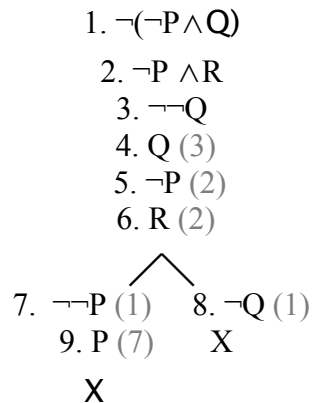 1. ¬(¬P∧Q)
2. ¬P ∧R
3. ¬¬Q
4. Q (3)
5. ¬P (2)
6. R (2)
7. ¬¬P (1) 8. ¬Q (1)
9. P (7) X
X